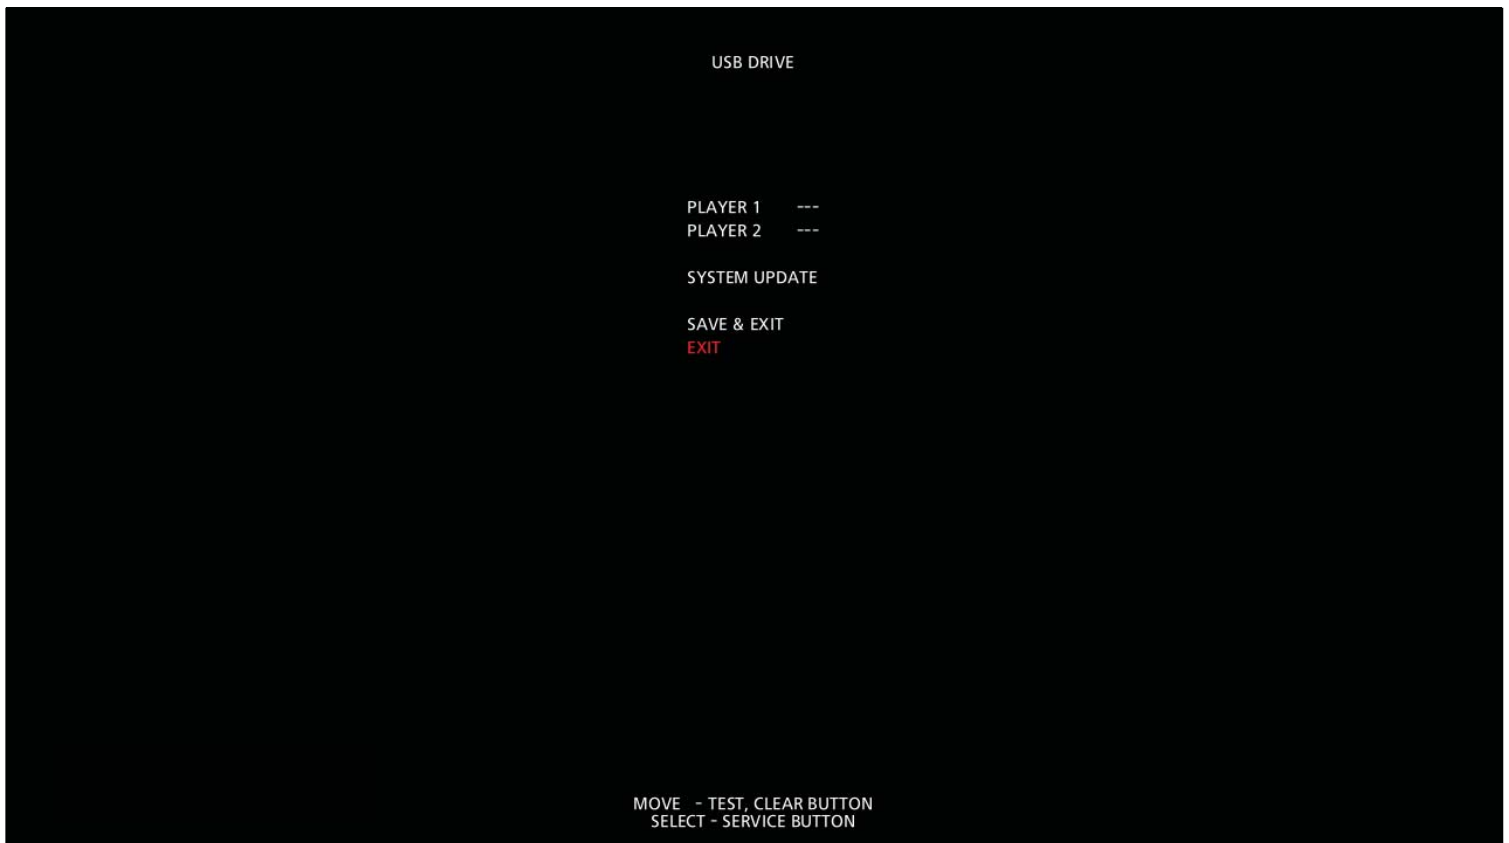 USB DRIVE
PLAYER 1 ---
PLAYER 2 ---
SYSTEM UPDATE
SAVE & EXIT
EXIT
MOVE - TEST, CLEAR BUTTON
SELECT - SERVICE BUTTON